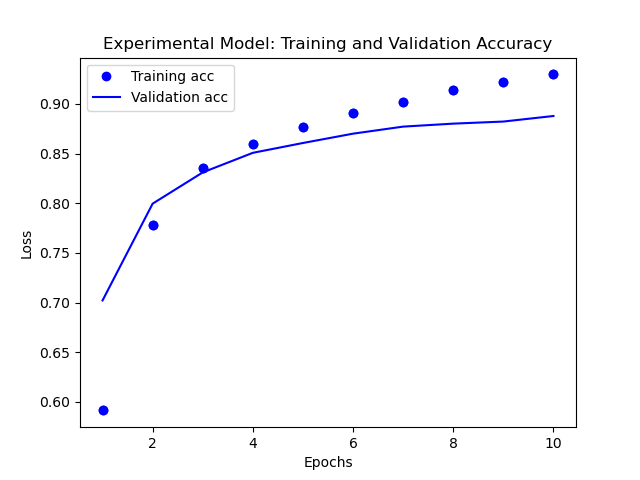 Experimental Model: Training and Validation Accuracy
Training acc
Validation acc
0.90
0.85
0.80
0.75
0.70
0.65
0.60
Loss
2 4 6 8 10
Epochs